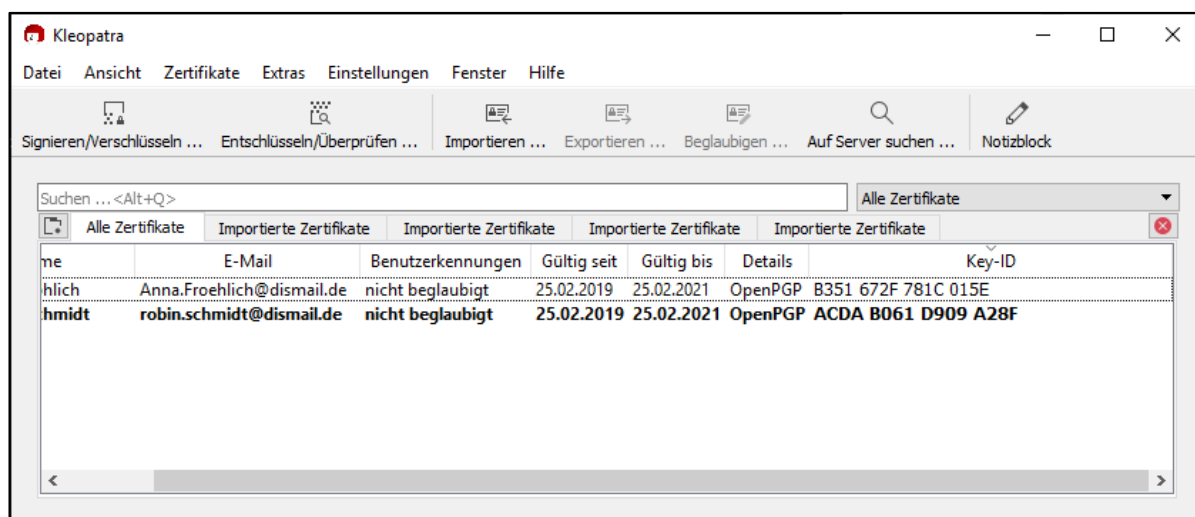 Kleopatra
Datei Ansicht Zertifikate Extras Einstellungen Fenster Hilfe
Signieren/Verschlüsseln ... Entschlüsseln/Überprüfen ... Importieren ... Exportieren ... Beglaubigen ... Auf Server suchen ... Notizblock
Suchen ...<Alt+Q> Alle Zertifikate
Alle Zertifikate Importierte Zertifikate Importierte Zertifikate Importierte Zertifikate Importierte Zertifikate
me E-Mail Benutzerkennungen Gültig seit Gültig bis Details Key-ID
hlich Anna.Froehlich@dismail.de nicht beglaubigt 25.02.2019 25.02.2021 OpenPGP B351 672F 781C 015E
hmidt robin.schmidt@dismail.de nicht beglaubigt 25.02.2019 25.02.2021 OpenPGP ACDA B061 D909 A28F